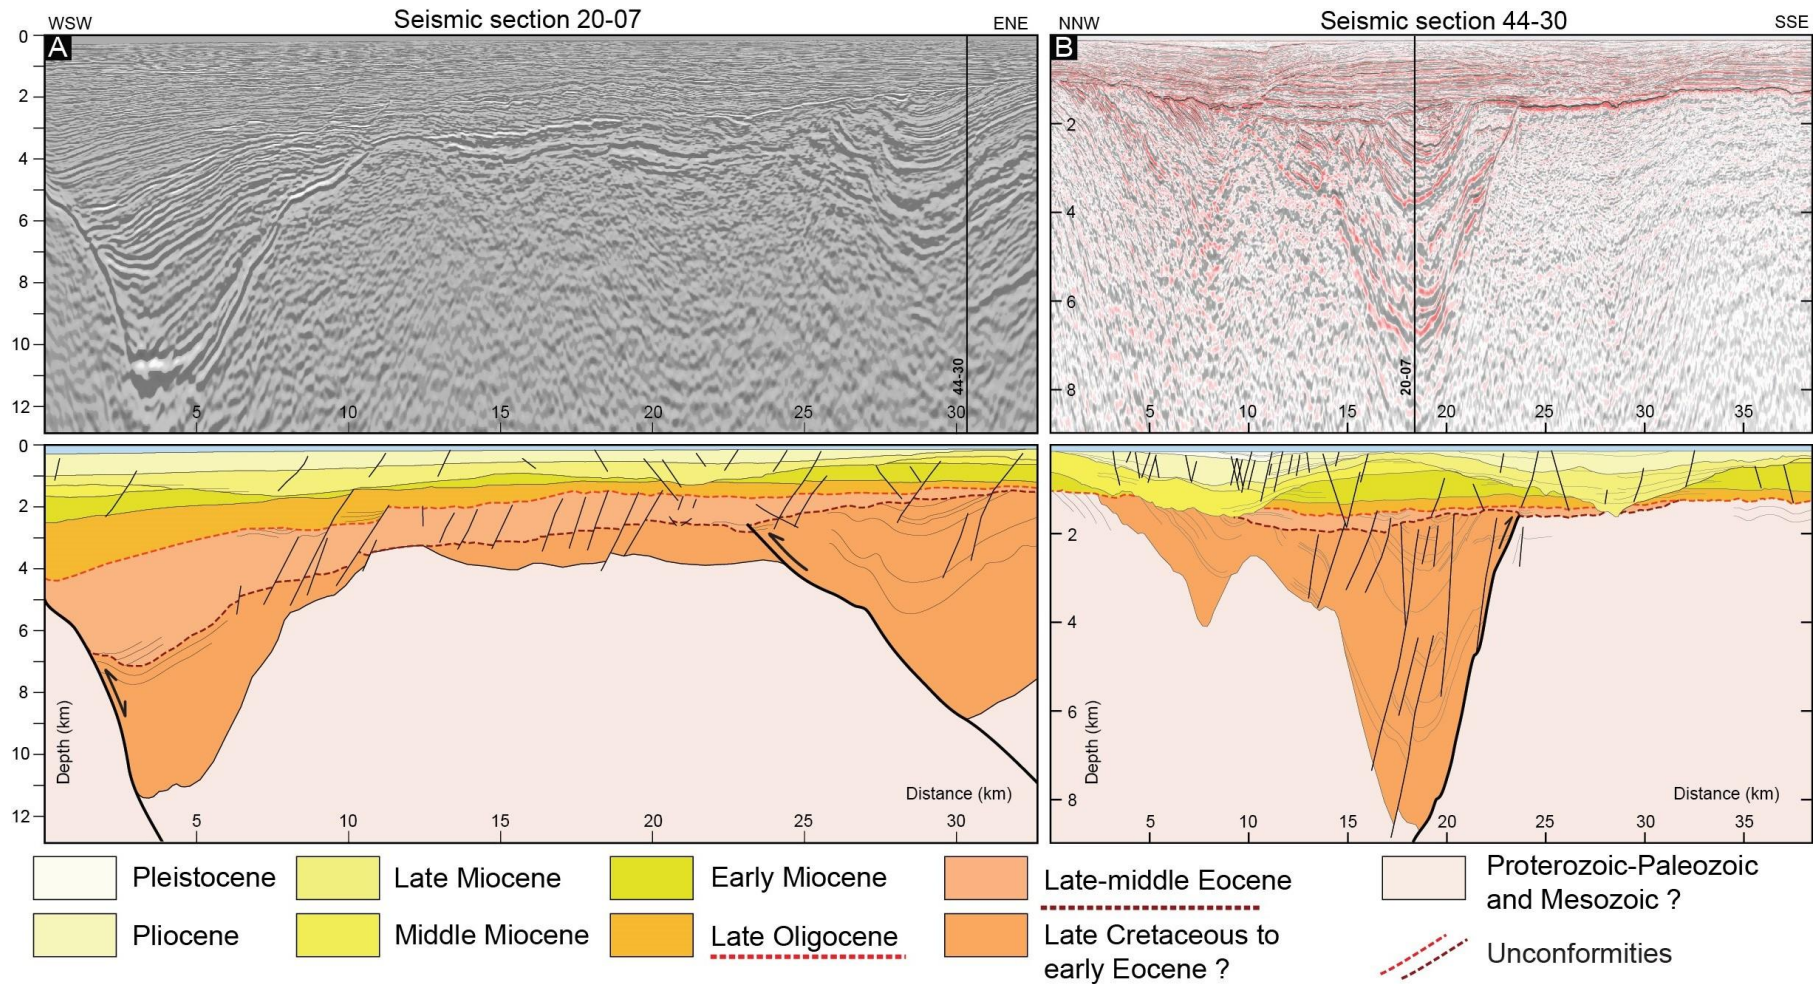 WSW Seismic section 20-07 ENE
A
0
2
4
6
8
10
12
5 10 15 20 25 30
44-30
NNW Seismic section 44-30 SSE
B
2
4
6
8
5 10 15 20 25 30 35
20-07
0
2
4
6
8
10
12
Depth (km)
Distance (km)
5 10 15 20 25 30
2
4
6
8
Depth (km)
Distance (km)
5 10 15 20 25 30 35
Pleistocene
Late Miocene
Early Miocene
Late-middle Eocene
Proterozoic-Paleozoic
and Mesozoic ?
Pliocene
Middle Miocene
Late Oligocene
Late Cretaceous to
early Eocene ?
Unconformities